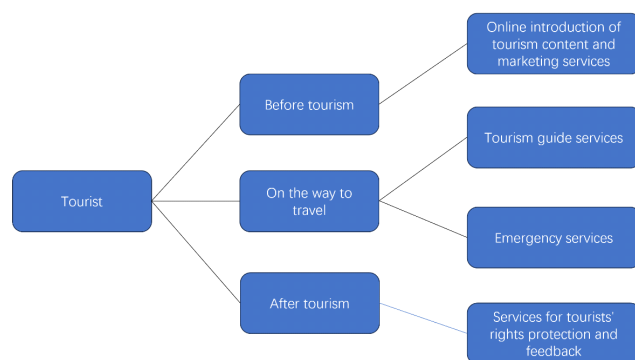 Online introduction of
tourism content and
marketing services
Before tourism
Tourism guide services
Tourist
On the way to
travel
Emergency services
After tourism
Services for tourists'
rights protection and
feedback